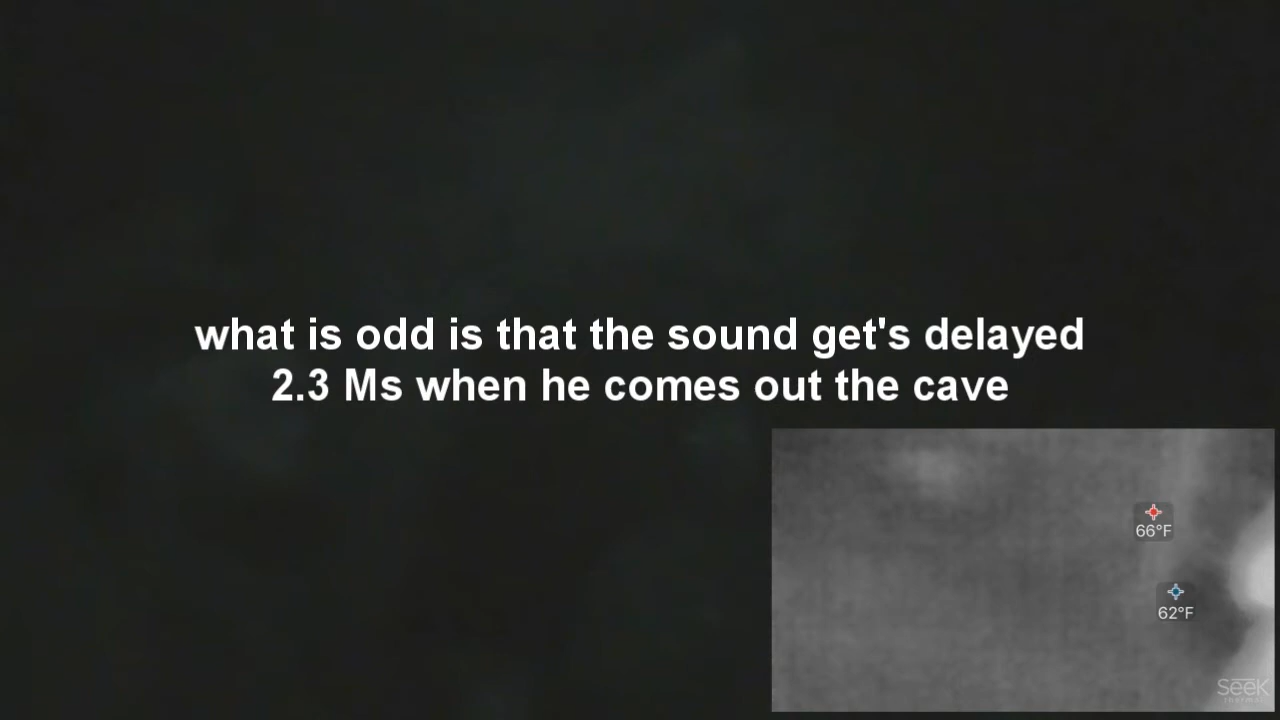 what is odd is that the sound get's delayed
2.3 Ms when he comes out the cave
66°F
62°F
Seek
thermal